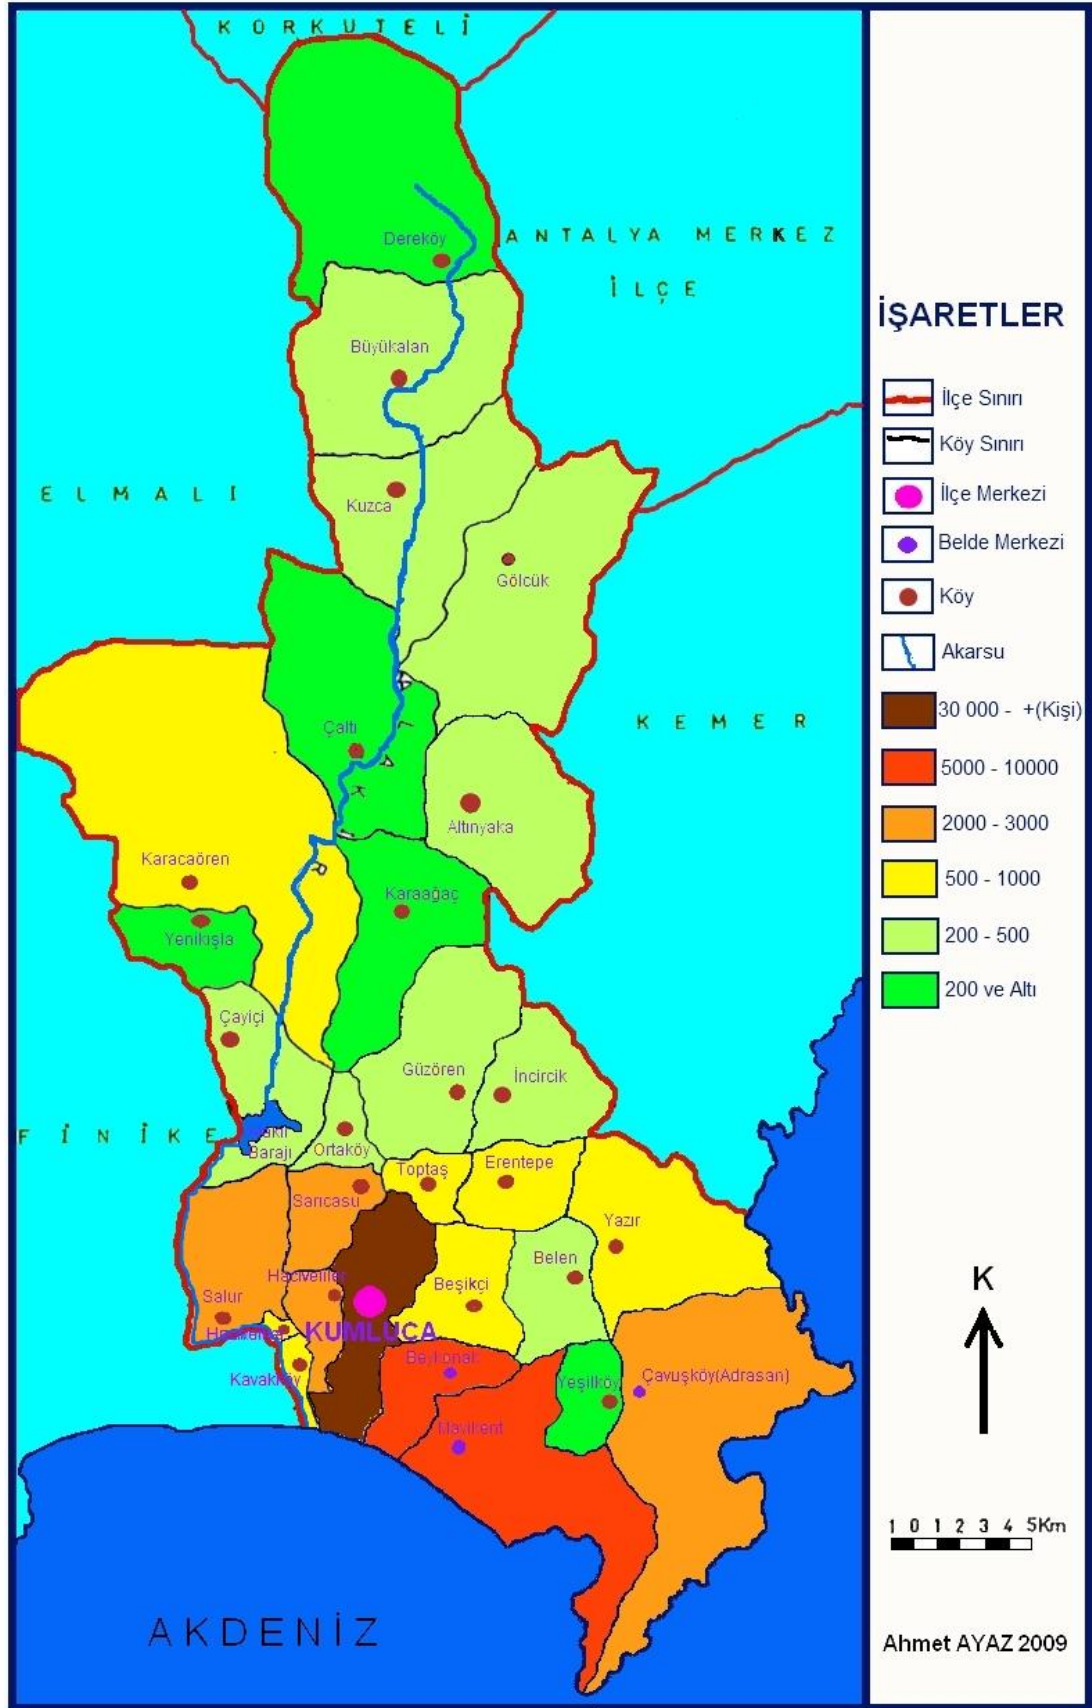 KORKUTELİ
Dereköy
ANTALYA MERKEZ
İLÇE
Büyükalan
ELMALI
Kuzca
Gölcük
KEMER
Çaltı
Altınyaka
Karacaören
Karaağaç
Yenikışla
Çayiçi
Güzören
İncircik
FİNİKE
Barajı
Ortaköy
Toptaş
Erentepe
Sarıcasu
Yazır
Belen
Hacıveliler
Beşikçi
Salur
KUMLUCA
Beykonak
Kavakköy
Yeşilköy
Çavuşköy(Adrasan)
Mavikent
AKDENİZ
İŞARETLER
İlçe Sınırı
Köy Sınırı
İlçe Merkezi
Belde Merkezi
Köy
Akarsu
30 000 - +(Kişi)
5000 - 10000
2000 - 3000
500 - 1000
200 - 500
200 ve Altı
K
1 0 1 2 3 4 5Km
Ahmet AYAZ 2009